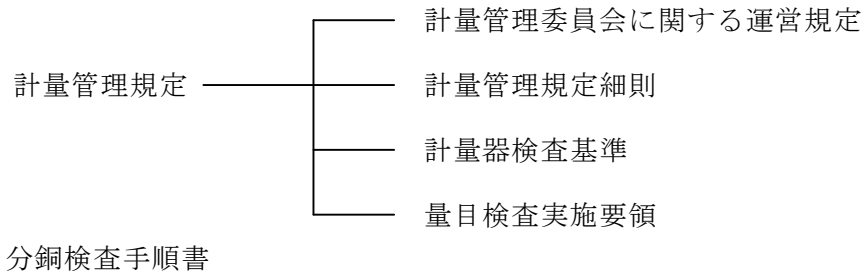 計量管理委員会に関する運営規定
計量管理規定
計量管理規定細則
計量器検査基準
量目検査実施要領
分銅検査手順書